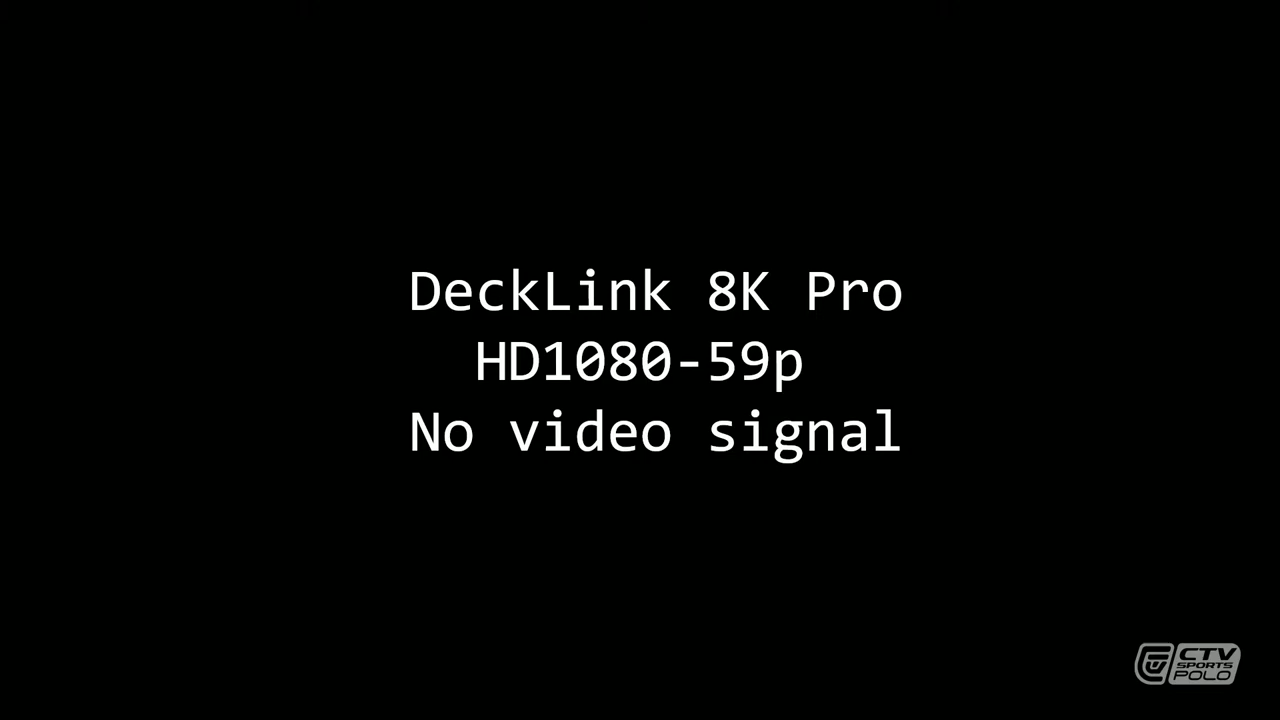 DeckLink 8K Pro
HD1080-59p
No video signal
CTV
SPORTS
POLO